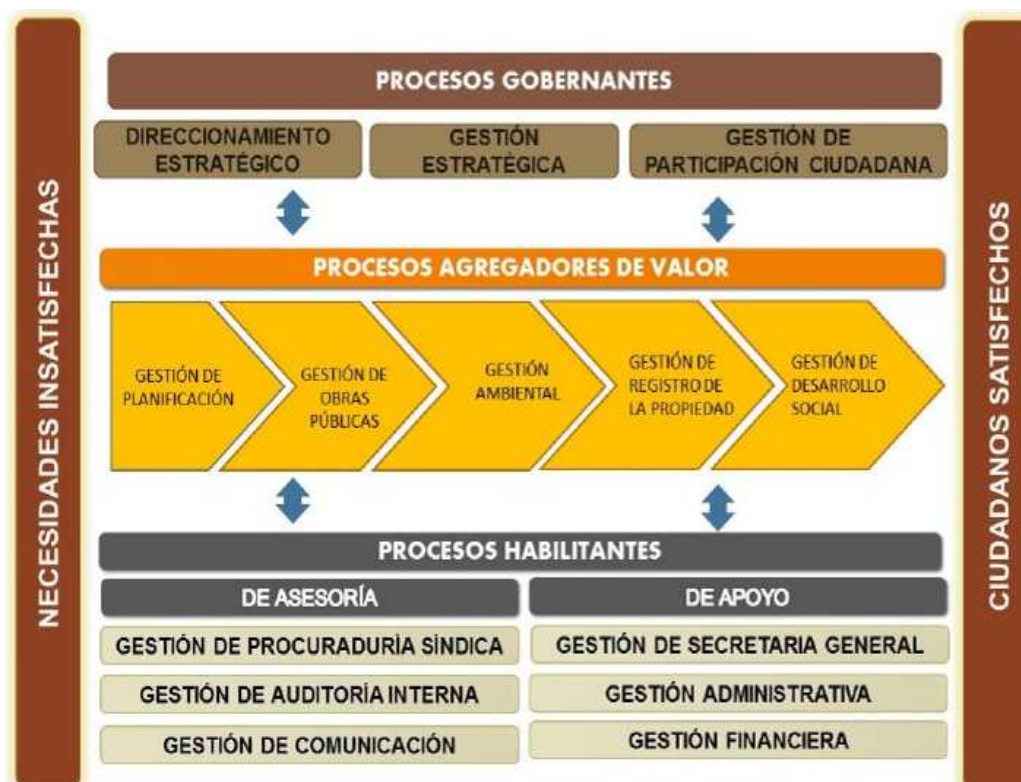 NECESIDADES INSATISFECHAS
PROCESOS GOBERNANTES
DIRECCIONAMIENTO
ESTRATÉGICO
GESTIÓN
ESTRATÉGICA
GESTIÓN DE
PARTICIPACIÓN CIUDADANA
PROCESOS AGREGADORES DE VALOR
GESTIÓN DE
PLANIFICACIÓN
GESTIÓN DE
OBRAS
PÚBLICAS
GESTIÓN
AMBIENTAL
GESTIÓN DE
REGISTRO DE
LA PROPIEDAD
GESTIÓN DE
DESARROLLO
SOCIAL
PROCESOS HABILITANTES
DE ASESORÍA
GESTIÓN DE PROCURADURÌA SÌNDICA
GESTIÓN DE AUDITORÍA INTERNA
GESTIÓN DE COMUNICACIÓN
DE APOYO
GESTIÓN DE SECRETARIA GENERAL
GESTIÓN ADMINISTRATIVA
GESTIÓN FINANCIERA
CIUDADANOS SATISFECHOS